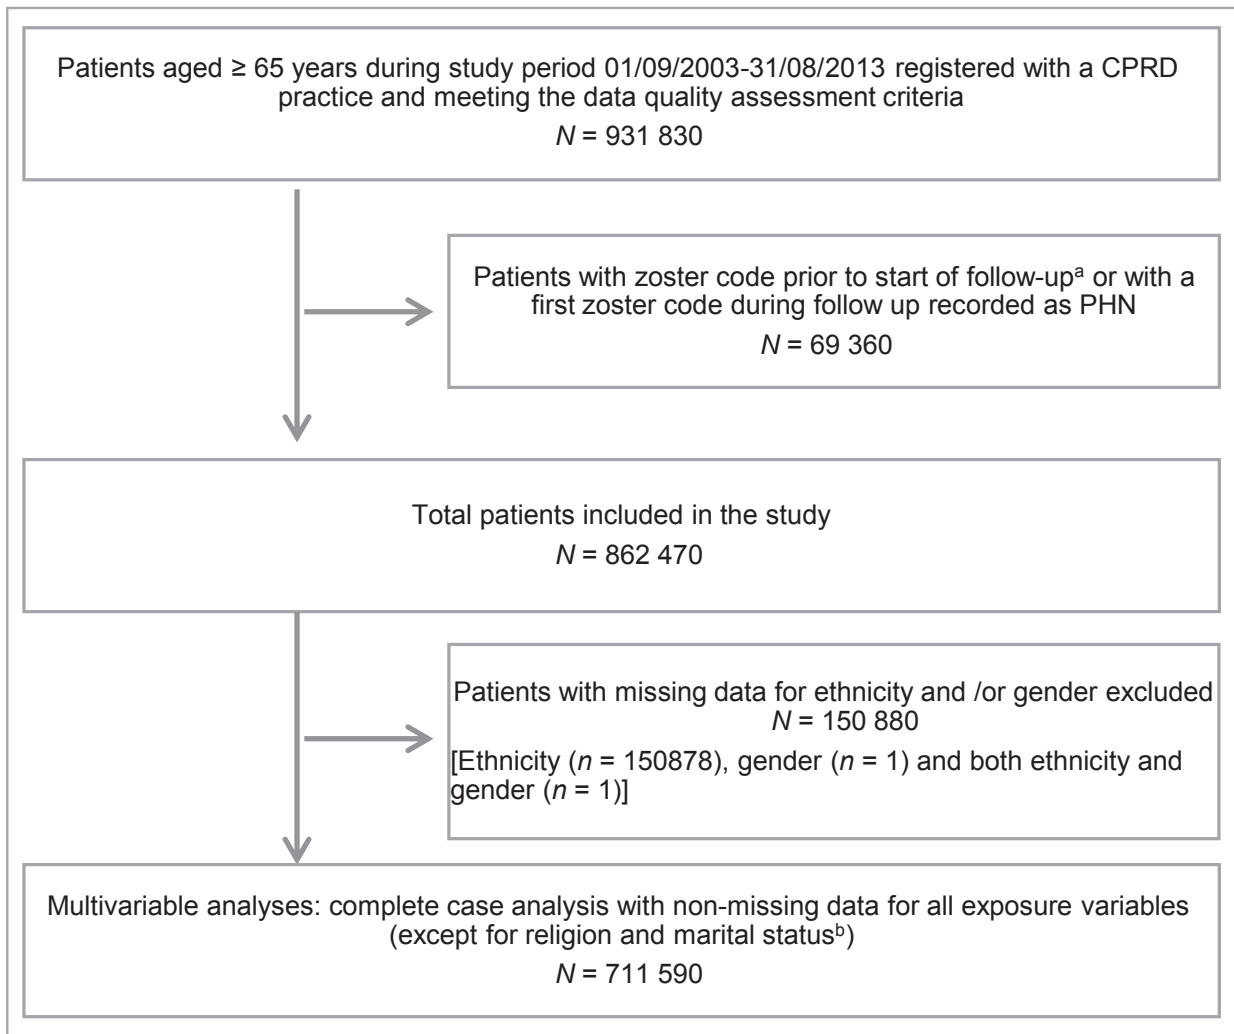 Patients aged ≥ 65 years during study period 01/09/2003-31/08/2013 registered with a CPRD
practice and meeting the data quality assessment criteria
N = 931 830
Patients with zoster code prior to start of follow-upᵃ or with a
first zoster code during follow up recorded as PHN
N = 69 360
Total patients included in the study
N = 862 470
Patients with missing data for ethnicity and /or gender excluded
N = 150 880
[Ethnicity (n = 150878), gender (n = 1) and both ethnicity and
gender (n = 1)]
Multivariable analyses: complete case analysis with non-missing data for all exposure variables
(except for religion and marital statusᵇ)
N = 711 590